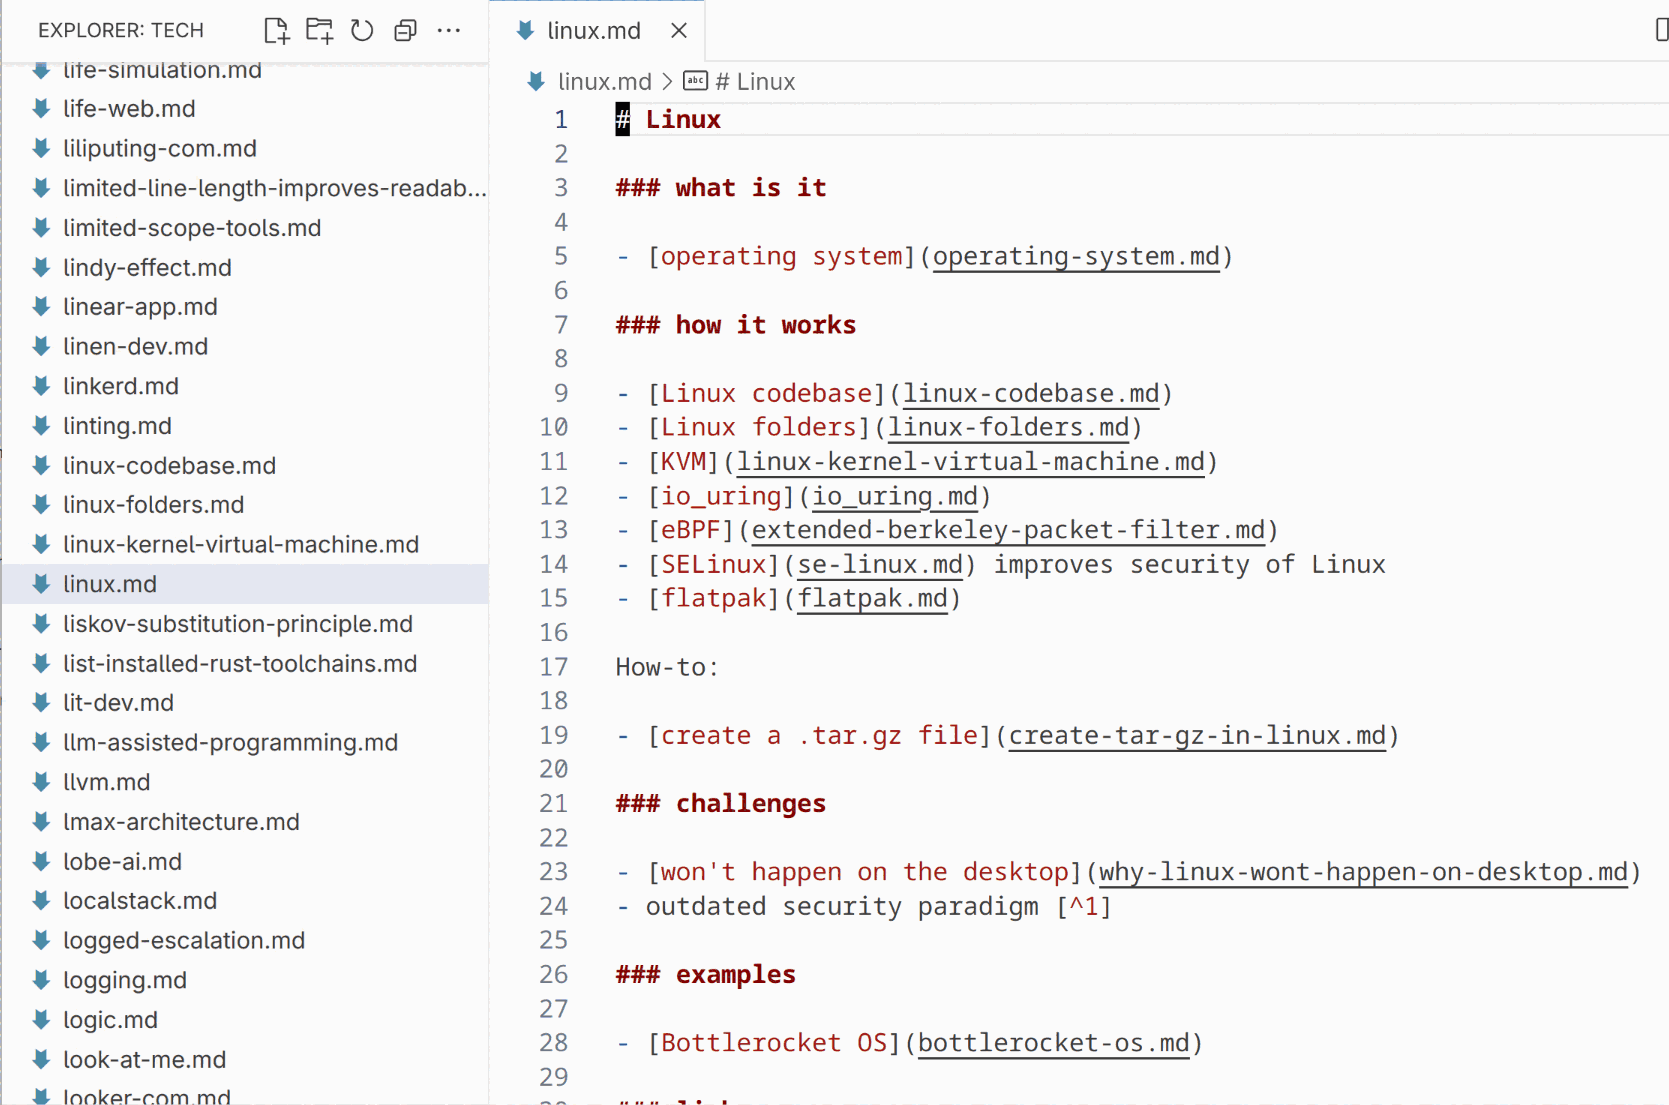 EXPLORER: TECH
life-simulation.md
life-web.md
liliputing-com.md
limited-line-length-improves-readab...
limited-scope-tools.md
lindy-effect.md
linear-app.md
linen-dev.md
linkerd.md
linting.md
linux-codebase.md
linux-folders.md
linux-kernel-virtual-machine.md
linux.md
liskov-substitution-principle.md
list-installed-rust-toolchains.md
lit-dev.md
llm-assisted-programming.md
llvm.md
lmax-architecture.md
lobe-ai.md
localstack.md
logged-escalation.md
logging.md
logic.md
look-at-me.md
looker-com.md
linux.md
linux.md > abc # Linux
1 # Linux
2
3 ### what is it
4
5 - [operating system](operating-system.md)
6
7 ### how it works
8
9 - [Linux codebase](linux-codebase.md)
10 - [Linux folders](linux-folders.md)
11 - [KVM](linux-kernel-virtual-machine.md)
12 - [io_uring](io_uring.md)
13 - [eBPF](extended-berkeley-packet-filter.md)
14 - [SELinux](se-linux.md) improves security of Linux
15 - [flatpak](flatpak.md)
16
17 How-to:
18
19 - [create a .tar.gz file](create-tar-gz-in-linux.md)
20
21 ### challenges
22
23 - [won't happen on the desktop](why-linux-wont-happen-on-desktop.md)
24 - outdated security paradigm [^1]
25
26 ### examples
27
28 - [Bottlerocket OS](bottlerocket-os.md)
29